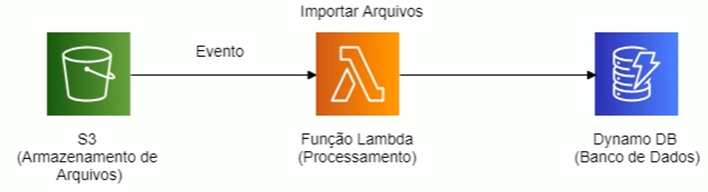 Importar Arquivos
Evento
S3
(Armazenamento de
Arquivos)
Função Lambda
(Processamento)
Dynamo DB
(Banco de Dados)